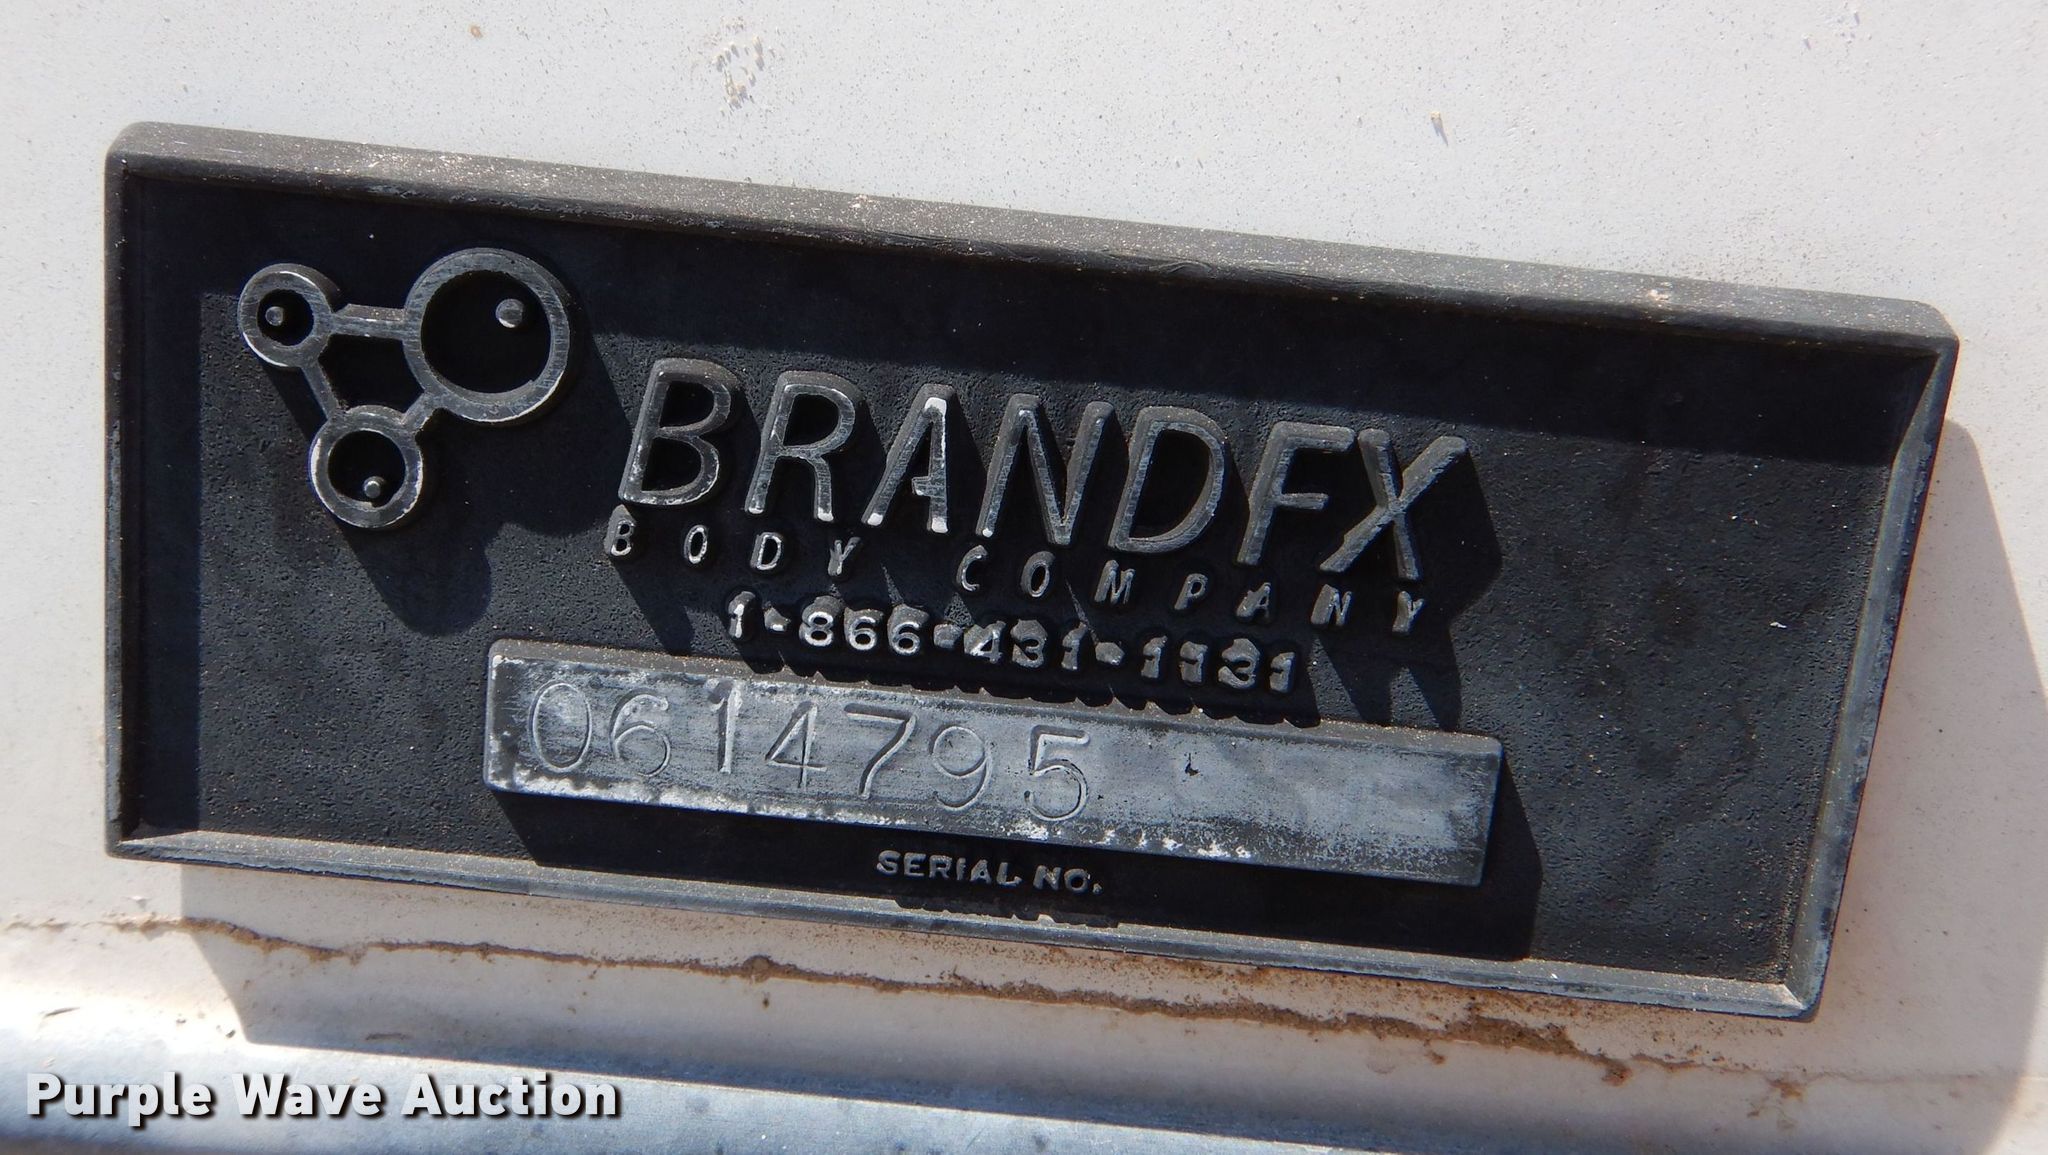 BRANDFX
BODY COMPANY
1-866-431-1131
0614795
SERIAL NO.
Purple Wave Auction